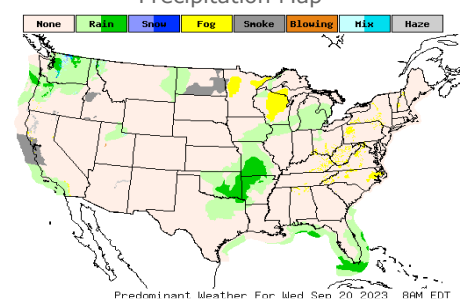 Precipitation Map
None Rain Snow Fog Smoke Blowing Mix Haze
Predominant Weather For Wed Sep 20 2023 8AM EDT